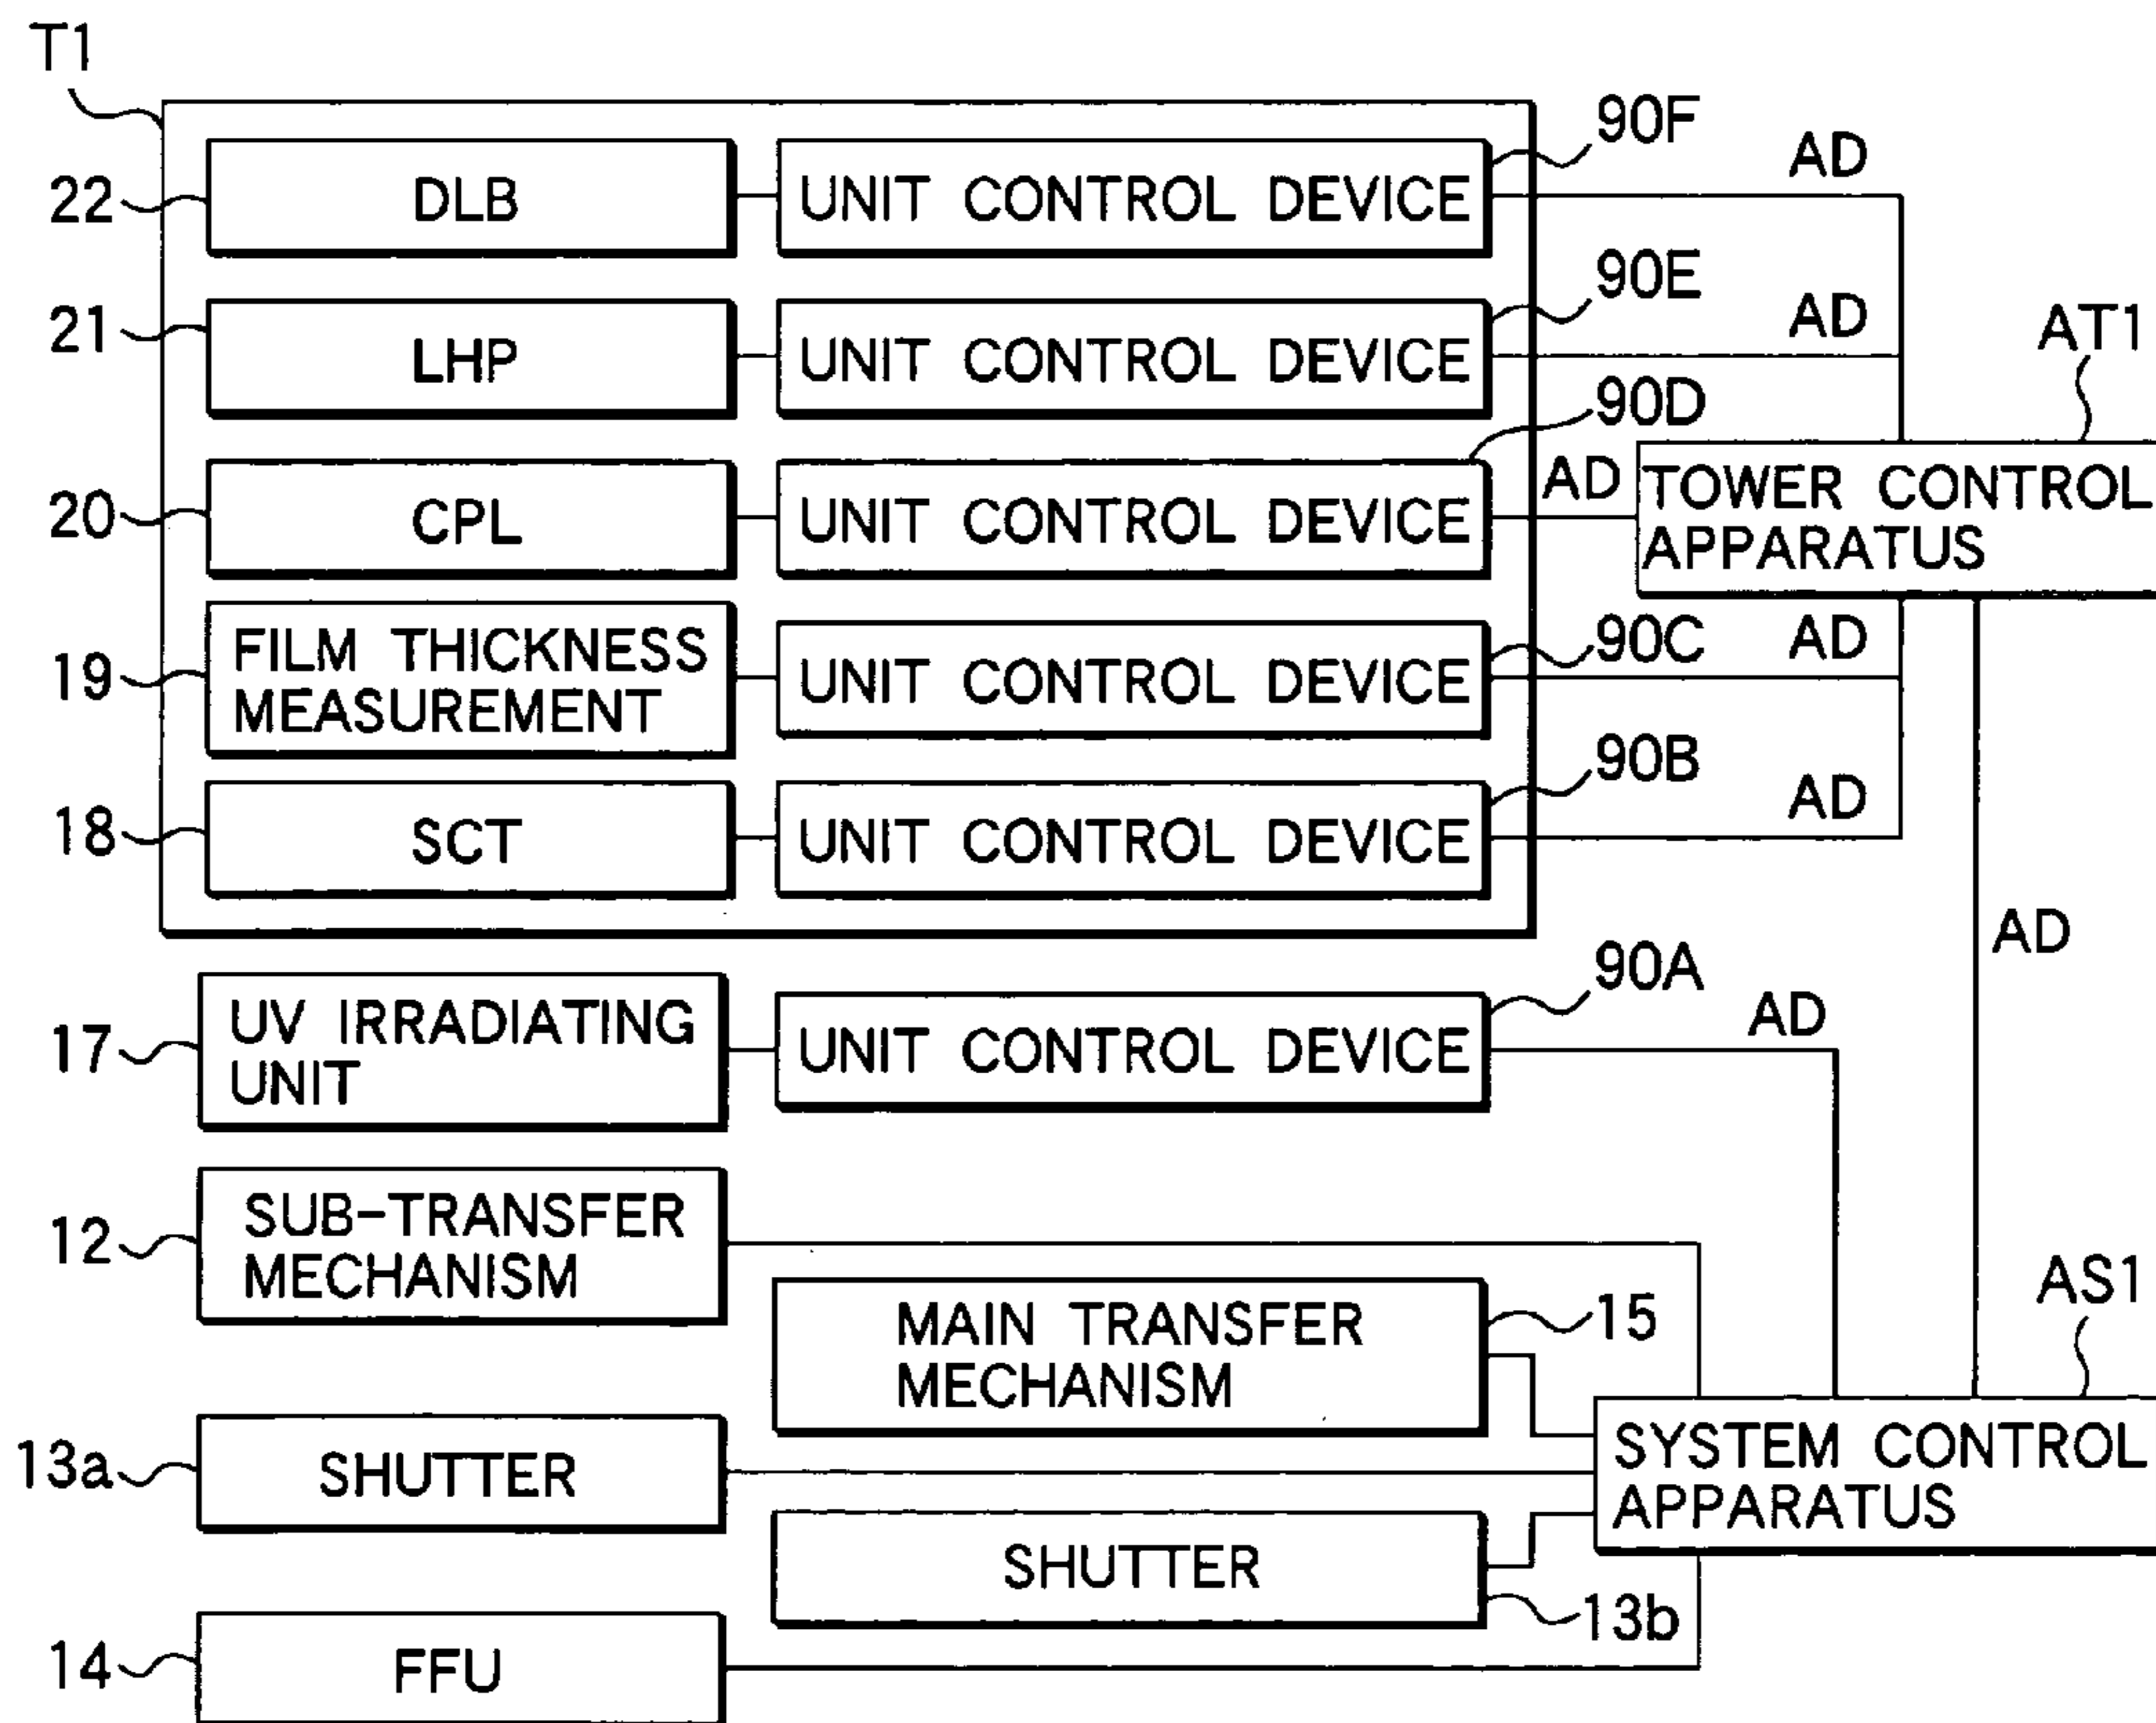 T1
90F
AD
22
DLB
UNIT CONTROL DEVICE
90E
AD
AT1
21
LHP
UNIT CONTROL DEVICE
90D
20
CPL
UNIT CONTROL DEVICE
AD
TOWER CONTROL
APPARATUS
19
FILM THICKNESS
MEASUREMENT
UNIT CONTROL DEVICE
90C
AD
90B
AD
18
SCT
UNIT CONTROL DEVICE
AD
90A
AD
17
UV IRRADIATING
UNIT
UNIT CONTROL DEVICE
12
SUB-TRANSFER
MECHANISM
AS1
MAIN TRANSFER
MECHANISM
15
13a
SHUTTER
SYSTEM CONTROL
APPARATUS
SHUTTER
13b
14
FFU